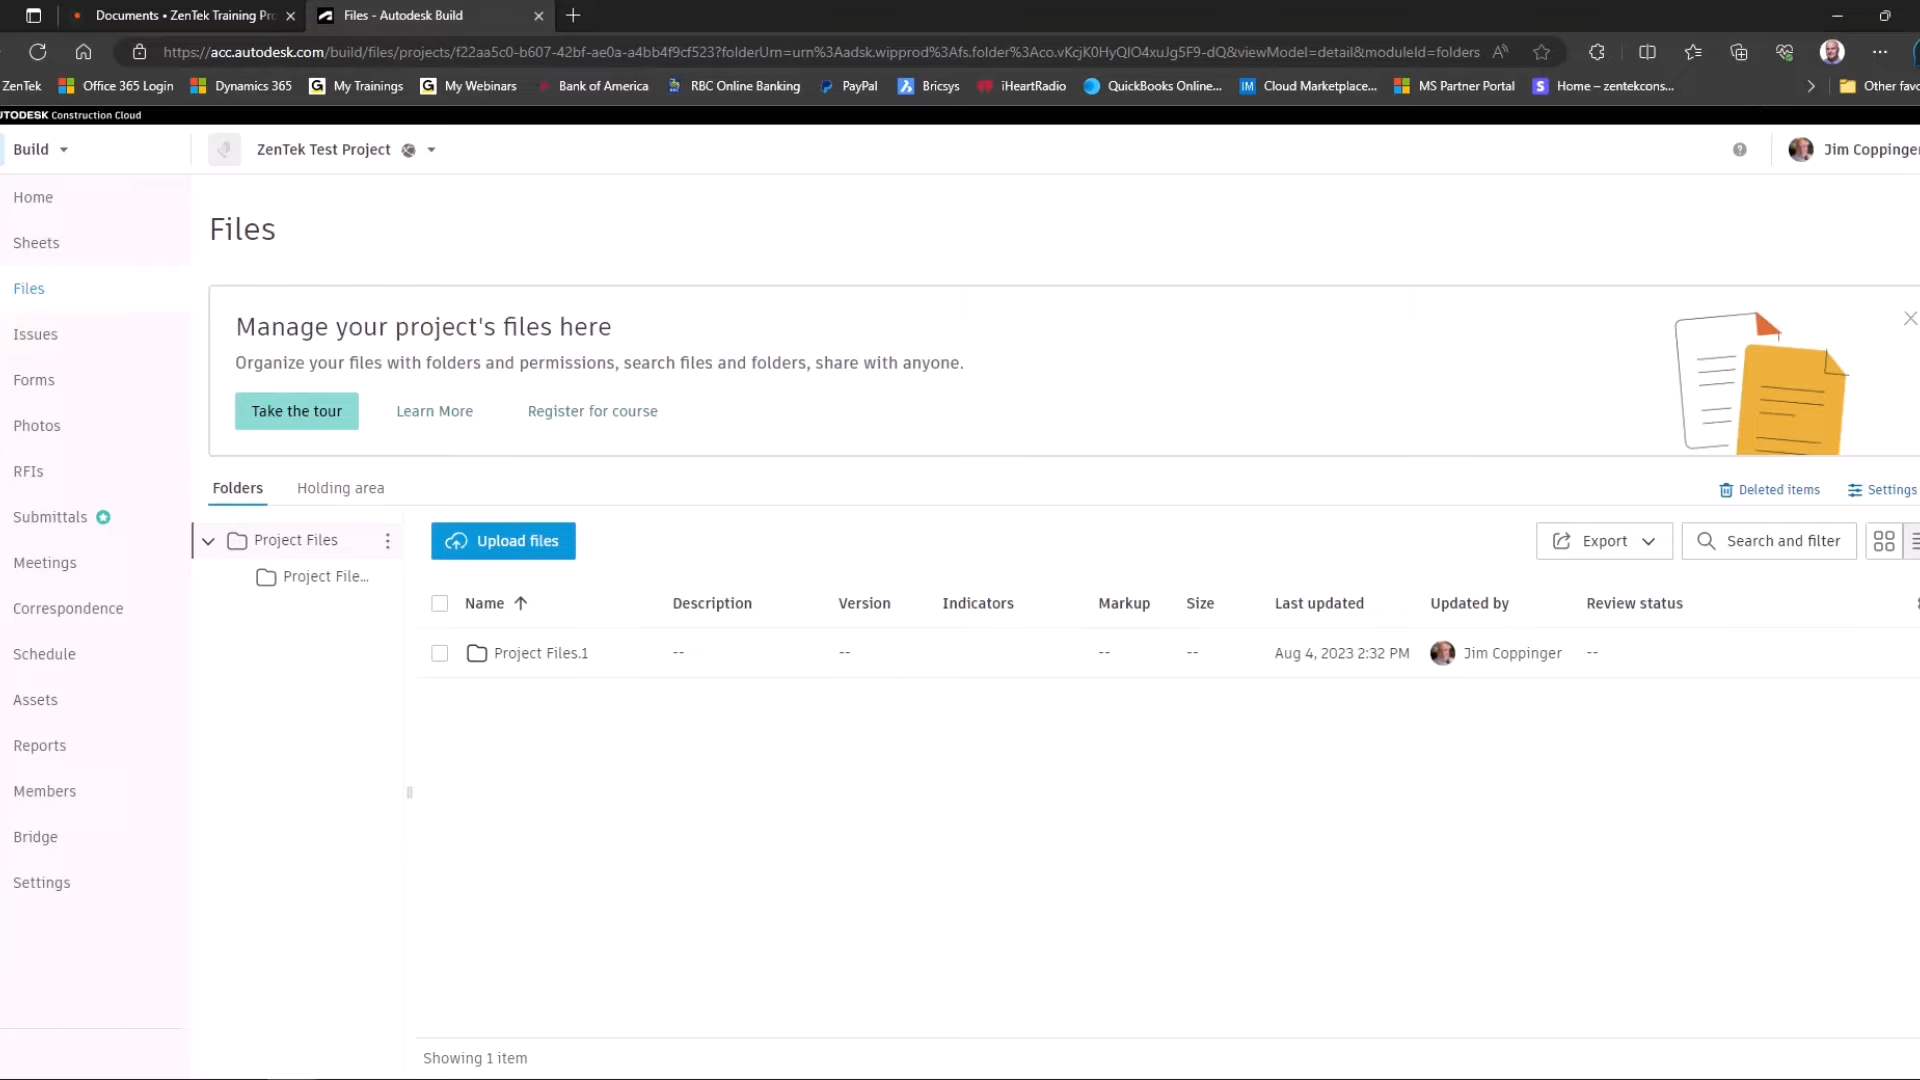 Documents • ZenTek Training Pro
Files - Autodesk Build
https://acc.autodesk.com/build/files/projects/f22aa5c0-b607-42bf-ae0a-a4bb4f9cf523?folderUrn=urn%3Aadsk.wipprod%3Afs.folder%3Aco.vKcjK0HyQlO4xuJg5F9-dQ&viewModel=detail&moduleId=folders
ZenTek Office 365 Login Dynamics 365 My Trainings My Webinars Bank of America RBC Online Banking PayPal Bricsys iHeartRadio QuickBooks Online... Cloud Marketplace... MS Partner Portal Home – zentekcons... Other favo
AUTODESK Construction Cloud
Build
ZenTek Test Project
Jim Coppinger
Home
Sheets
Files
Issues
Forms
Photos
RFIs
Submittals
Meetings
Correspondence
Schedule
Assets
Reports
Members
Bridge
Settings
Files
Manage your project's files here
Organize your files with folders and permissions, search files and folders, share with anyone.
Take the tour Learn More Register for course
Folders Holding area
Deleted items Settings
Project Files
Project File...
Upload files
Export
Search and filter
Name Description Version Indicators Markup Size Last updated Updated by Review status
Project Files.1 -- -- -- -- Aug 4, 2023 2:32 PM Jim Coppinger --
Showing 1 item